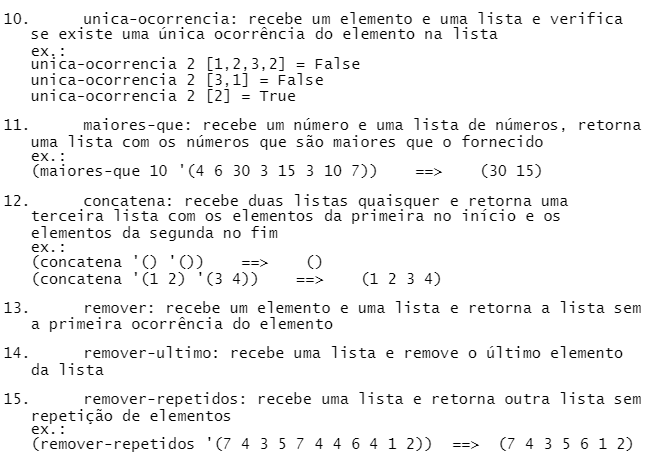 10. unica-ocorrencia: recebe um elemento e uma lista e verifica
se existe uma única ocorrência do elemento na lista
ex.:
unica-ocorrencia 2 [1,2,3,2] = False
unica-ocorrencia 2 [3,1] = False
unica-ocorrencia 2 [2] = True
11. maiores-que: recebe um número e uma lista de números, retorna
uma lista com os números que são maiores que o fornecido
ex.:
(maiores-que 10 '(4 6 30 3 15 3 10 7)) ==> (30 15)
12. concatena: recebe duas listas quaisquer e retorna uma
terceira lista com os elementos da primeira no início e os
elementos da segunda no fim
ex.:
(concatena '() '()) ==> ()
(concatena '(1 2) '(3 4)) ==> (1 2 3 4)
13. remover: recebe um elemento e uma lista e retorna a lista sem
a primeira ocorrência do elemento
14. remover-ultimo: recebe uma lista e remove o último elemento
da lista
15. remover-repetidos: recebe uma lista e retorna outra lista sem
repetição de elementos
ex.:
(remover-repetidos '(7 4 3 5 7 4 4 6 4 1 2)) ==> (7 4 3 5 6 1 2)